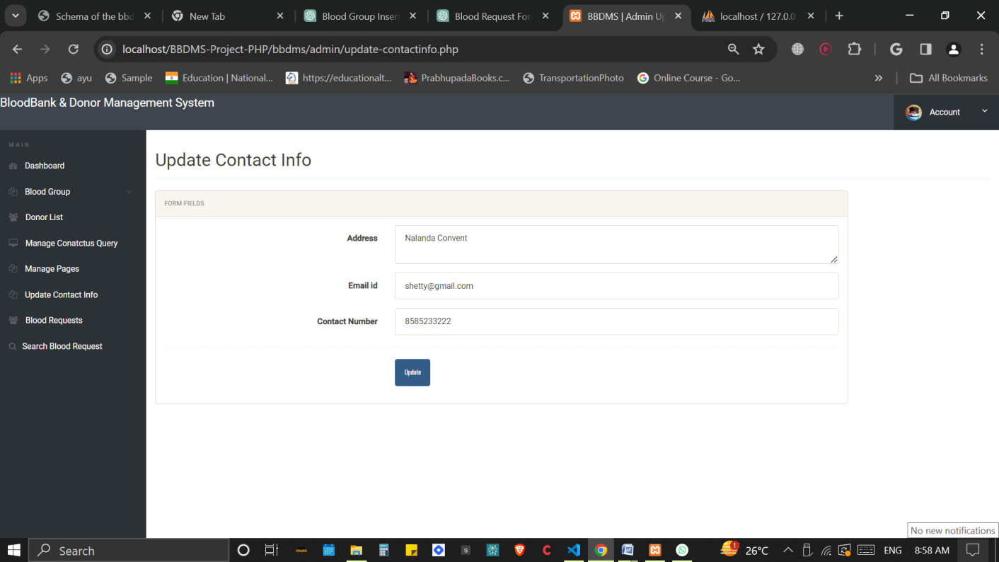 Schema of the bbd
New Tab
Blood Group Inser
Blood Request For
BBDMS | Admin Up
localhost / 127.0.0.
localhost/BBDMS-Project-PHP/bbdms/admin/update-contactinfo.php
Apps
ayu
Sample
Education | National...
https://educationalt...
PrabhupadaBooks.c...
TransportationPhoto
Online Course - Go...
All Bookmarks
BloodBank & Donor Management System
Account
MAIN
Dashboard
Blood Group
Donor List
Manage Conatctus Query
Manage Pages
Update Contact Info
Blood Requests
Search Blood Request
Update Contact Info
FORM FIELDS
Address
Nalanda Convent
Email id
shetty@gmail.com
Contact Number
8585233222
Update
No new notifications
Search
1
26°C
ENG
8:58 AM